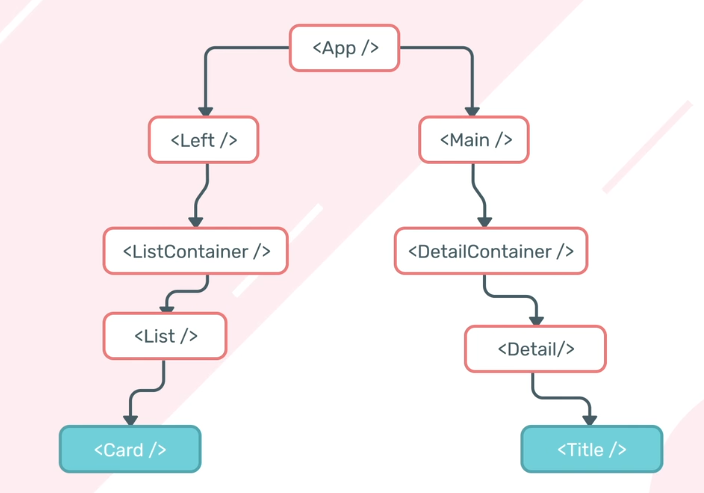 <App />
<Left />
<Main />
<ListContainer />
<DetailContainer />
<List />
<Detail/>
<Card />
<Title />